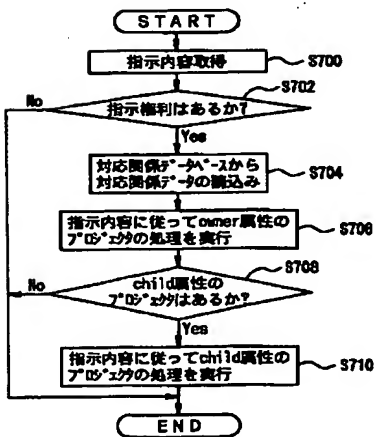 START
指示内容取得
S700
S702
No
指示権利はあるか?
Yes
対応関係データベースから
対応関係データの読込み
S704
指示内容に従ってowner属性の
プロジェクタの処理を実行
S706
S708
No
child属性の
プロジェクタはあるか?
Yes
指示内容に従ってchild属性の
プロジェクタの処理を実行
S710
END